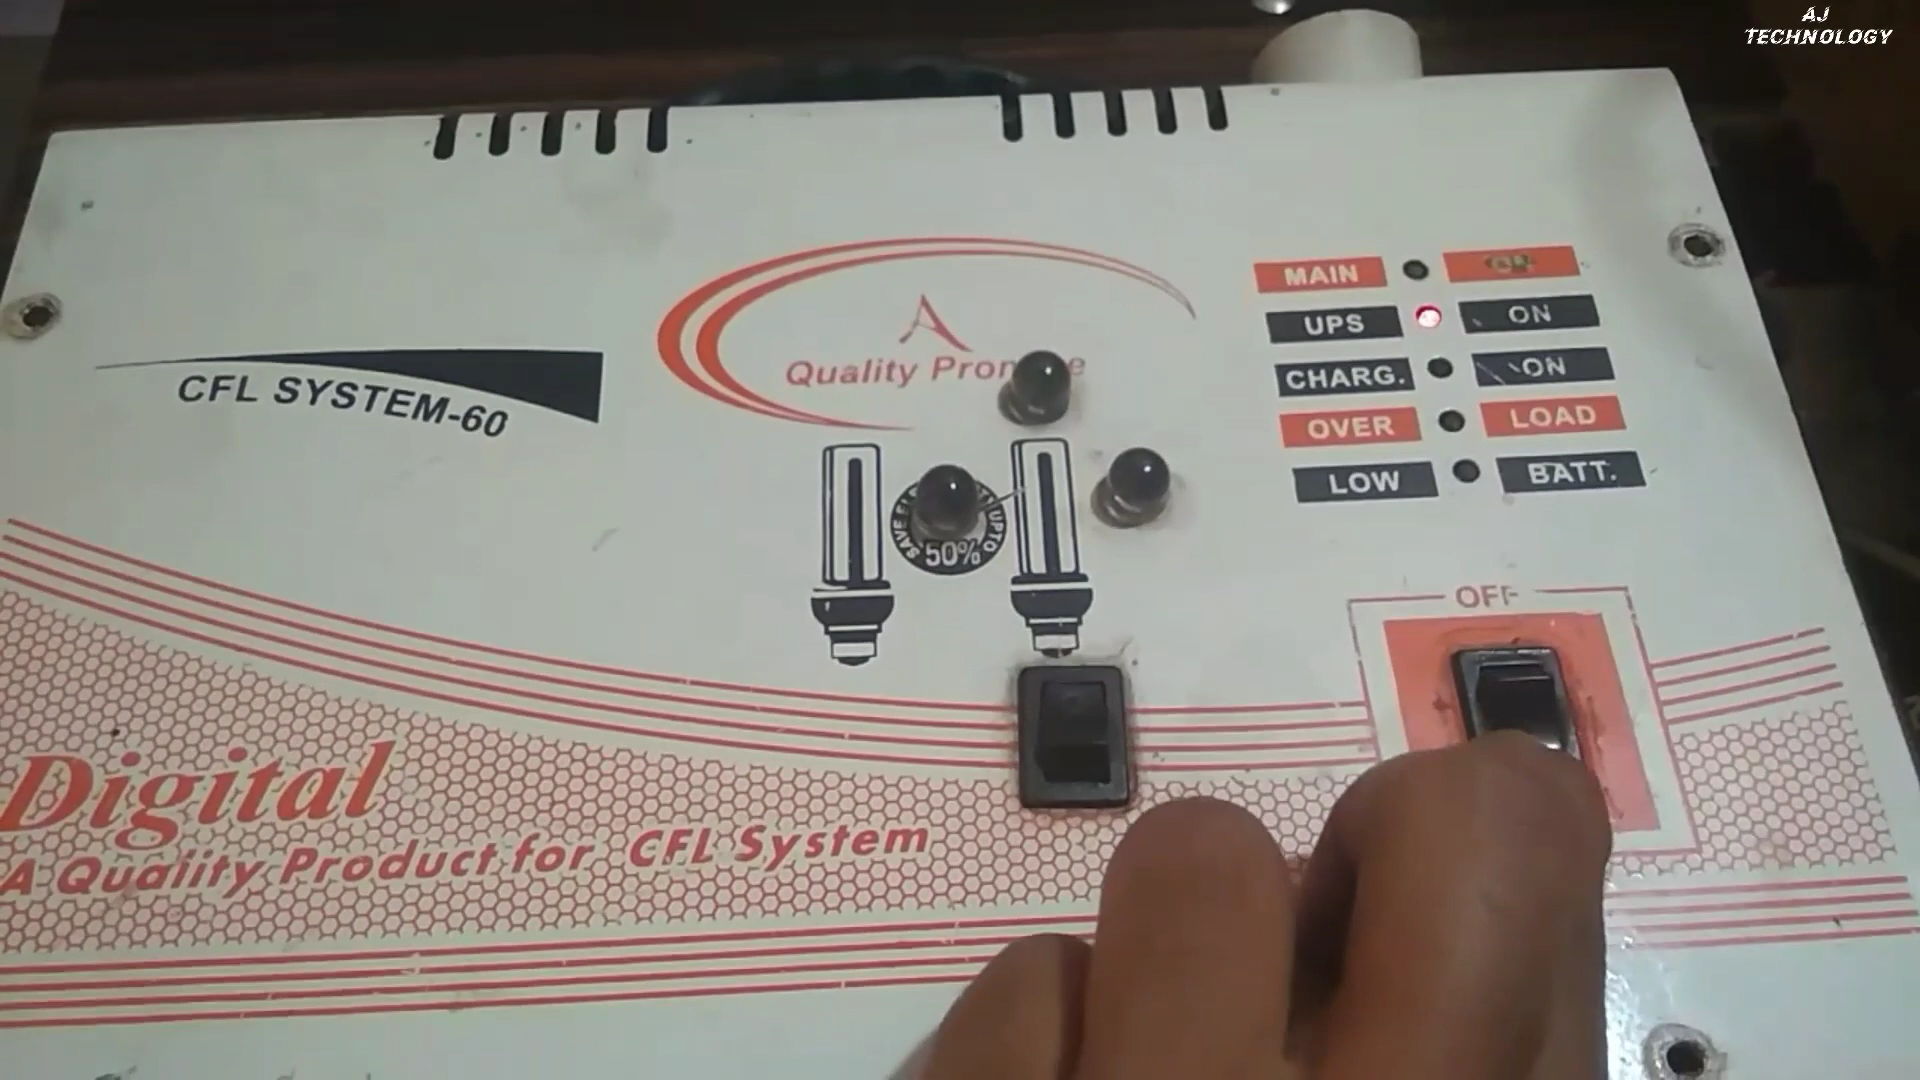 AJ
TECHNOLOGY
MAIN
UPS ON
CHARG. ON
OVER LOAD
LOW BATT.
A
Quality
CFL SYSTEM-60
50%
OFF
Digital
A Quality Product for CFL System